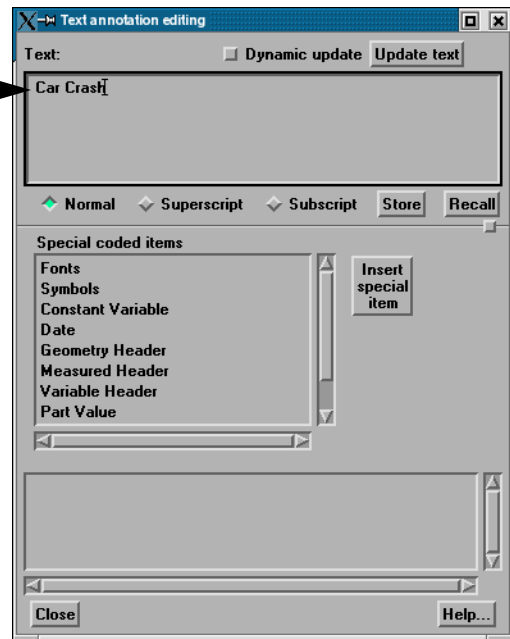 Text annotation editing
Text: Dynamic update Update text
Car Crash
Normal Superscript Subscript Store Recall
Special coded items
Fonts
Symbols
Constant Variable
Date
Geometry Header
Measured Header
Variable Header
Part Value
Insert
special
item
Close Help...